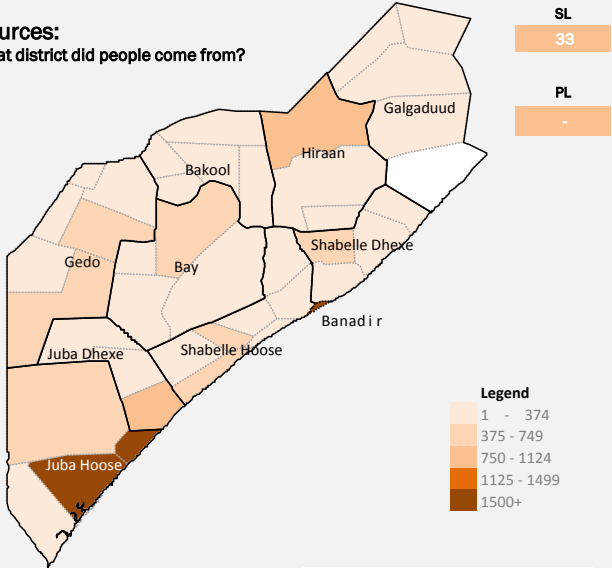 urces:
at district did people come from?
SL
33
PL
-
Galgaduud
Hiraan
Bakool
Shabelle Dhexe
Gedo
Bay
Banadir
Juba Dhexe
Shabelle Hoose
Juba Hoose
Legend
1 - 374
375 - 749
750 - 1124
1125 - 1499
1500+